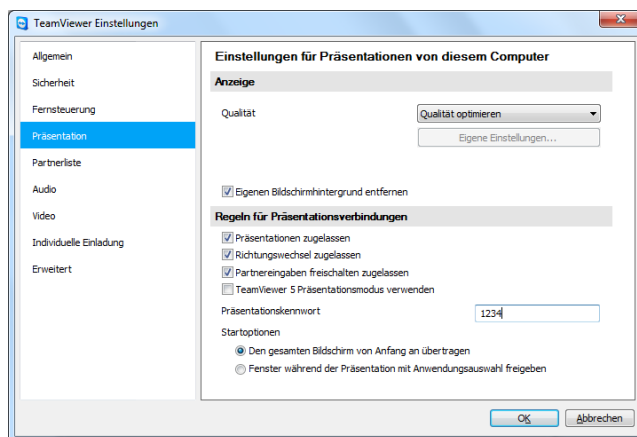 TeamViewer Einstellungen
Allgemein
Sicherheit
Fernsteuerung
Präsentation
Partnerliste
Audio
Video
Individuelle Einladung
Erweitert
Einstellungen für Präsentationen von diesem Computer
Anzeige
Qualität
Qualität optimieren
Eigene Einstellungen...
Eigenen Bildschirmhintergrund entfernen
Regeln für Präsentationsverbindungen
Präsentationen zugelassen
Richtungswechsel zugelassen
Partnereingaben freischalten zugelassen
TeamViewer 5 Präsentationsmodus verwenden
Präsentationskennwort
1234
Startoptionen
Den gesamten Bildschirm von Anfang an übertragen
Fenster während der Präsentation mit Anwendungsauswahl freigeben
OK
Abbrechen